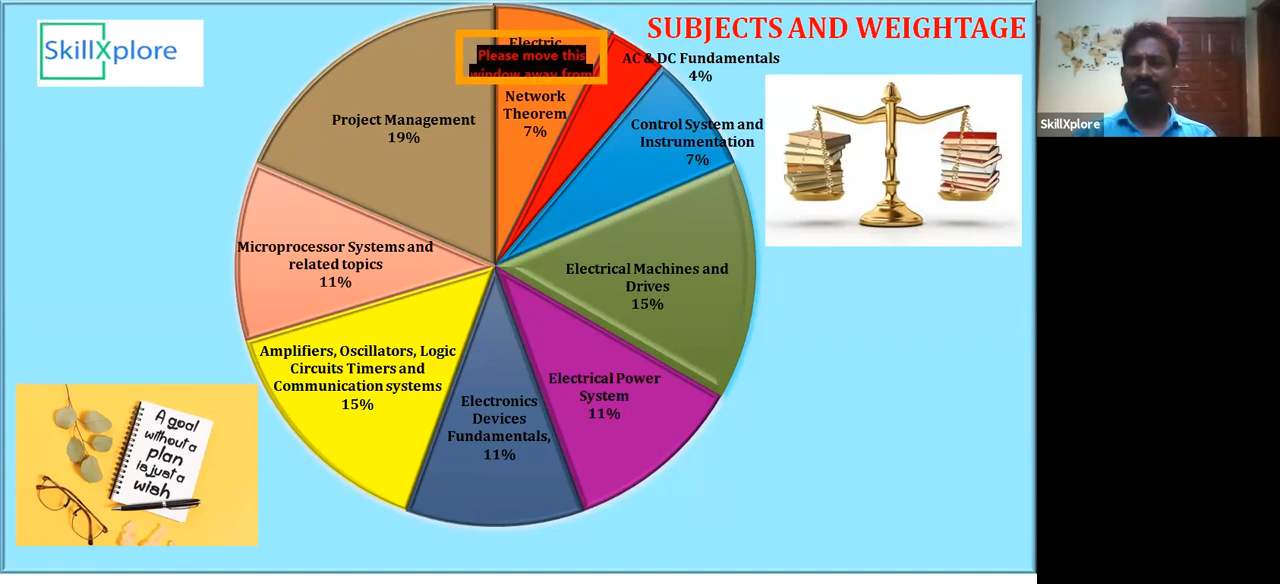 SkillXplore
SUBJECTS AND WEIGHTAGE
Electric
Please move this
window away from
Network
Theorem
7%
AC & DC Fundamentals
4%
Control System and
Instrumentation
7%
Project Management
19%
Microprocessor Systems and
related topics
11%
Electrical Machines and
Drives
15%
Amplifiers, Oscillators, Logic
Circuits Timers and
Communication systems
15%
Electronics
Devices
Fundamentals,
11%
Electrical Power
System
11%
A goal
without a
plan
is just a
wish
SkillXplore